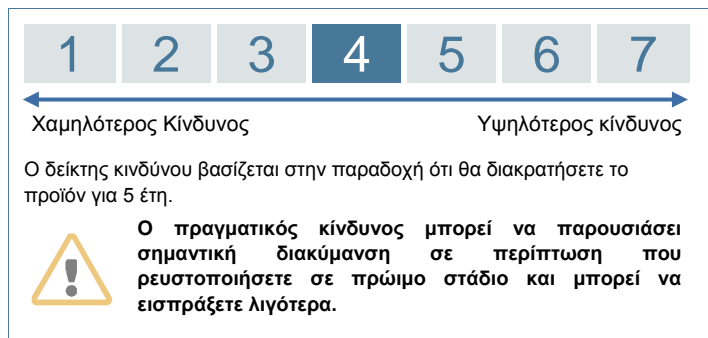 1 2 3 4 5 6 7
Χαμηλότερος Κίνδυνος Υψηλότερος κίνδυνος
Ο δείκτης κινδύνου βασίζεται στην παραδοχή ότι θα διακρατήσετε το
προϊόν για 5 έτη.
Ο πραγματικός κίνδυνος μπορεί να παρουσιάσει
σημαντική διακύμανση σε περίπτωση που
ρευστοποιήσετε σε πρώιμο στάδιο και μπορεί να
εισπράξετε λιγότερα.